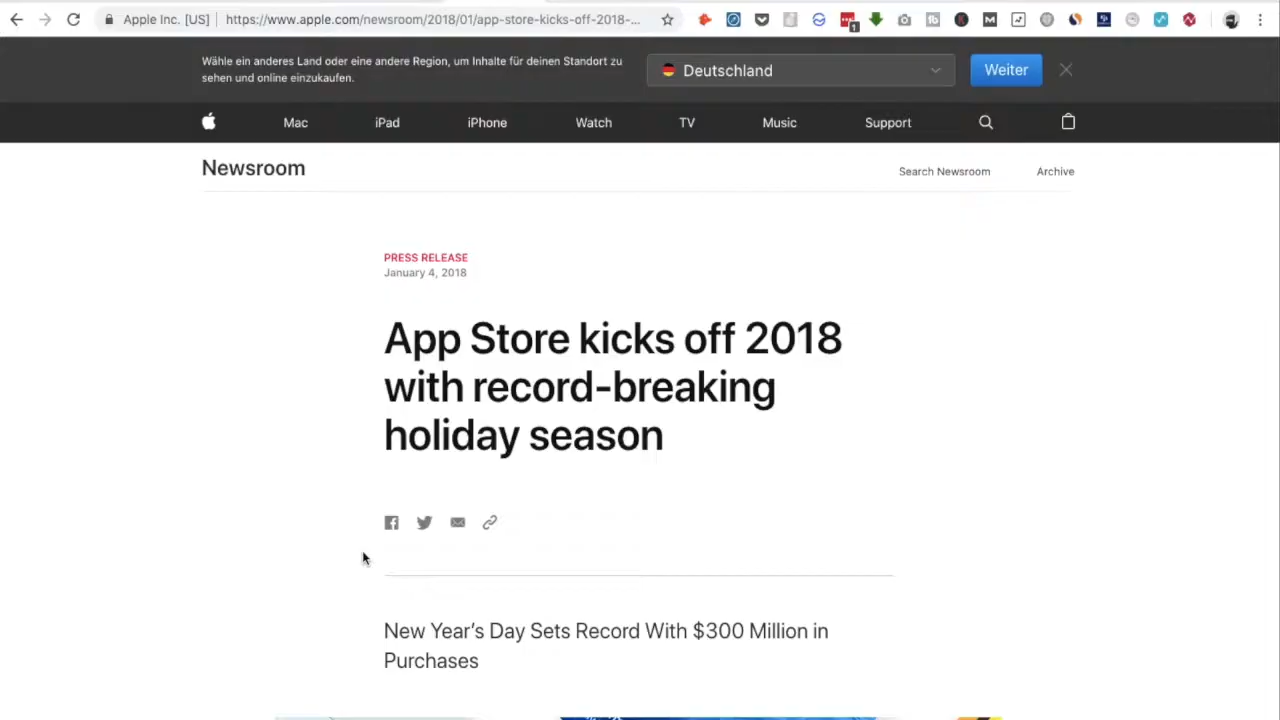 Apple Inc. [US]
https://www.apple.com/newsroom/2018/01/app-store-kicks-off-2018-...
Wähle ein anderes Land oder eine andere Region, um Inhalte für deinen Standort zu
sehen und online einzukaufen.
Deutschland
Weiter
Mac
iPad
iPhone
Watch
TV
Music
Support
Newsroom
Search Newsroom
Archive
PRESS RELEASE
January 4, 2018
App Store kicks off 2018
with record-breaking
holiday season
New Year’s Day Sets Record With $300 Million in
Purchases